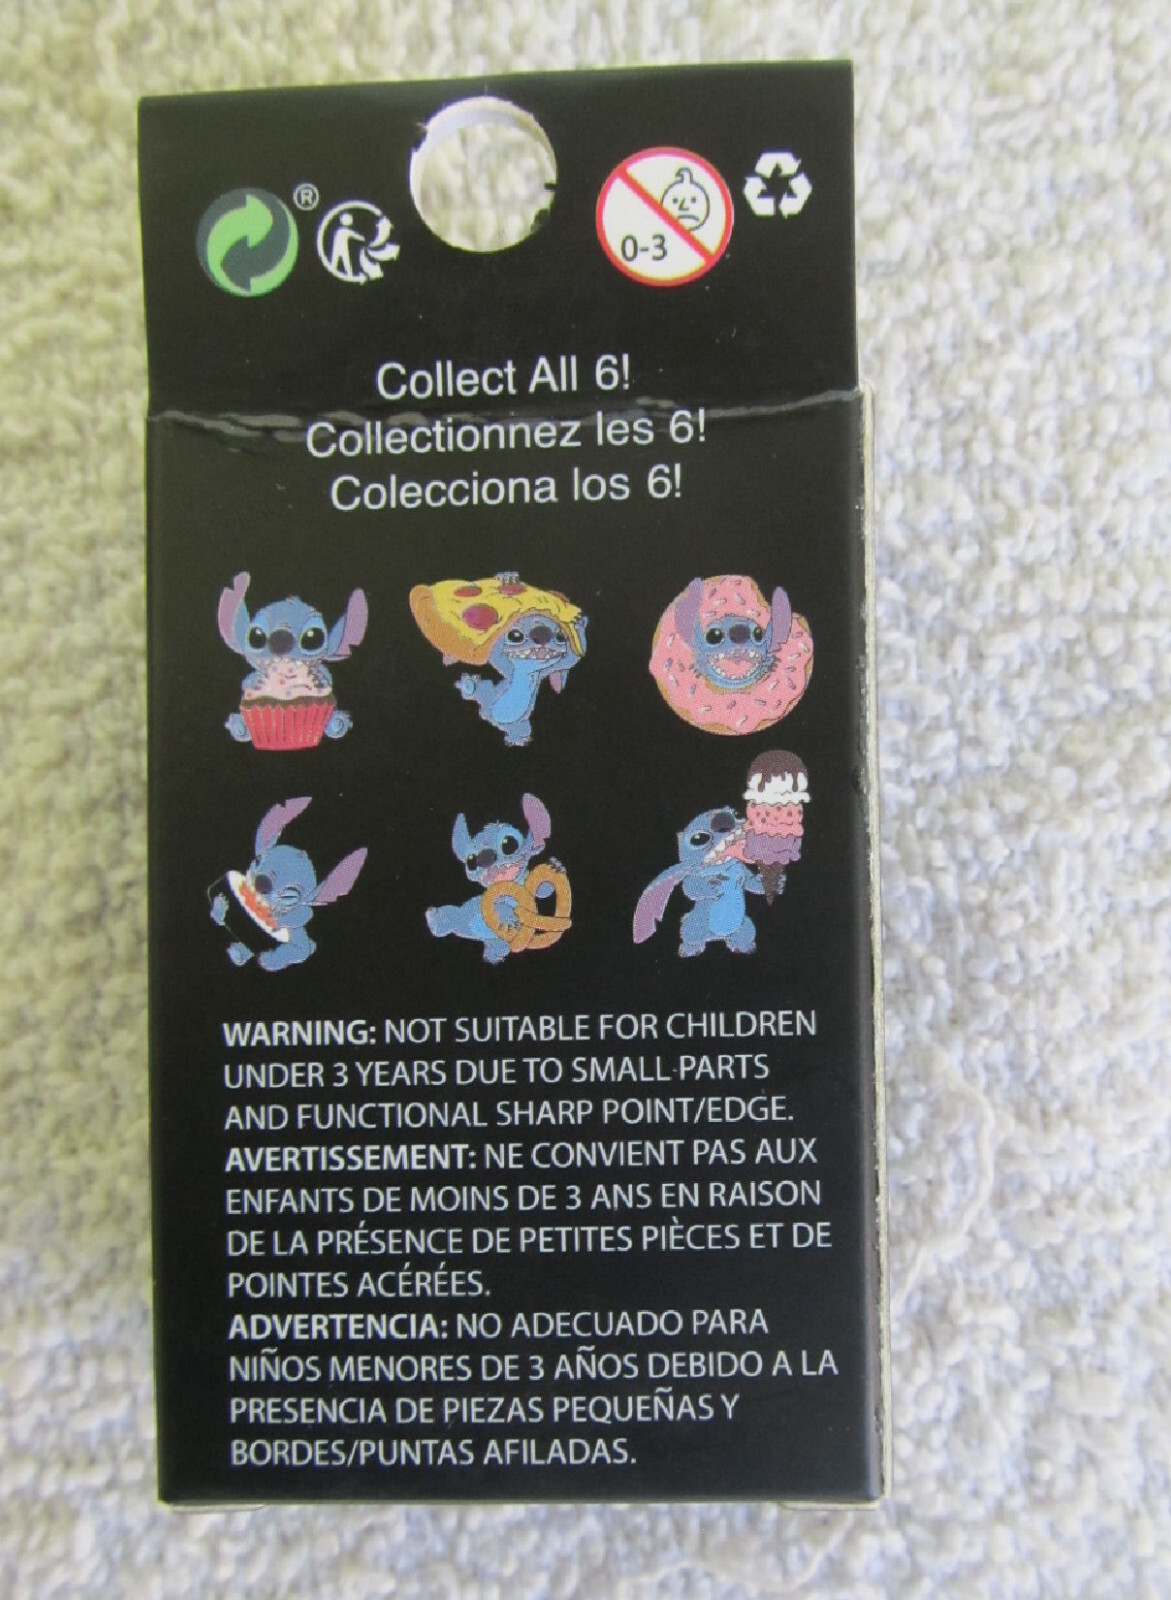 ®
0-3
Collect All 6!
Collectionnez les 6!
Colecciona los 6!
WARNING: NOT SUITABLE FOR CHILDREN
UNDER 3 YEARS DUE TO SMALL PARTS
AND FUNCTIONAL SHARP POINT/EDGE.
AVERTISSEMENT: NE CONVIENT PAS AUX
ENFANTS DE MOINS DE 3 ANS EN RAISON
DE LA PRÉSENCE DE PETITES PIÈCES ET DE
POINTES ACÉRÉES.
ADVERTENCIA: NO ADECUADO PARA
NIÑOS MENORES DE 3 AÑOS DEBIDO A LA
PRESENCIA DE PIEZAS PEQUEÑAS Y
BORDES/PUNTAS AFILADAS.